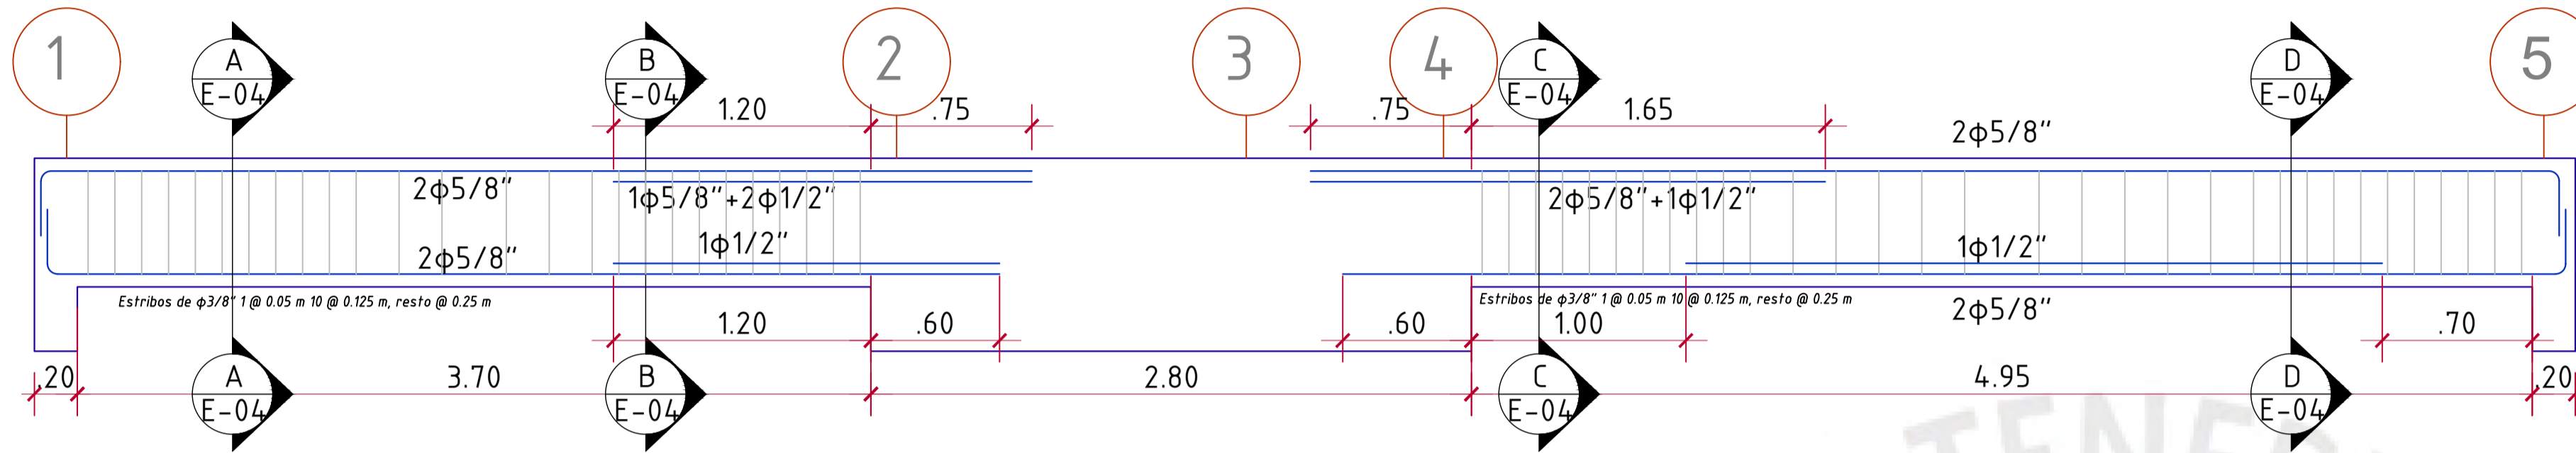 1
2
3
4
5
A
E-04
B
E-04
C
E-04
D
E-04
1.20
.75
.75
1.65
2ϕ5/8"
2ϕ5/8"
1ϕ5/8"+2ϕ1/2"
2ϕ5/8"+1ϕ1/2"
2ϕ5/8"
1ϕ1/2"
1ϕ1/2"
Estribos de ϕ3/8" 1 @ 0.05 m 10 @ 0.125 m, resto @ 0.25 m
Estribos de ϕ3/8" 1 @ 0.05 m 10 @ 0.125 m, resto @ 0.25 m
2ϕ5/8"
1.20
.60
.60
1.00
.70
.20
3.70
2.80
4.95
.20
A
E-04
B
E-04
C
E-04
D
E-04